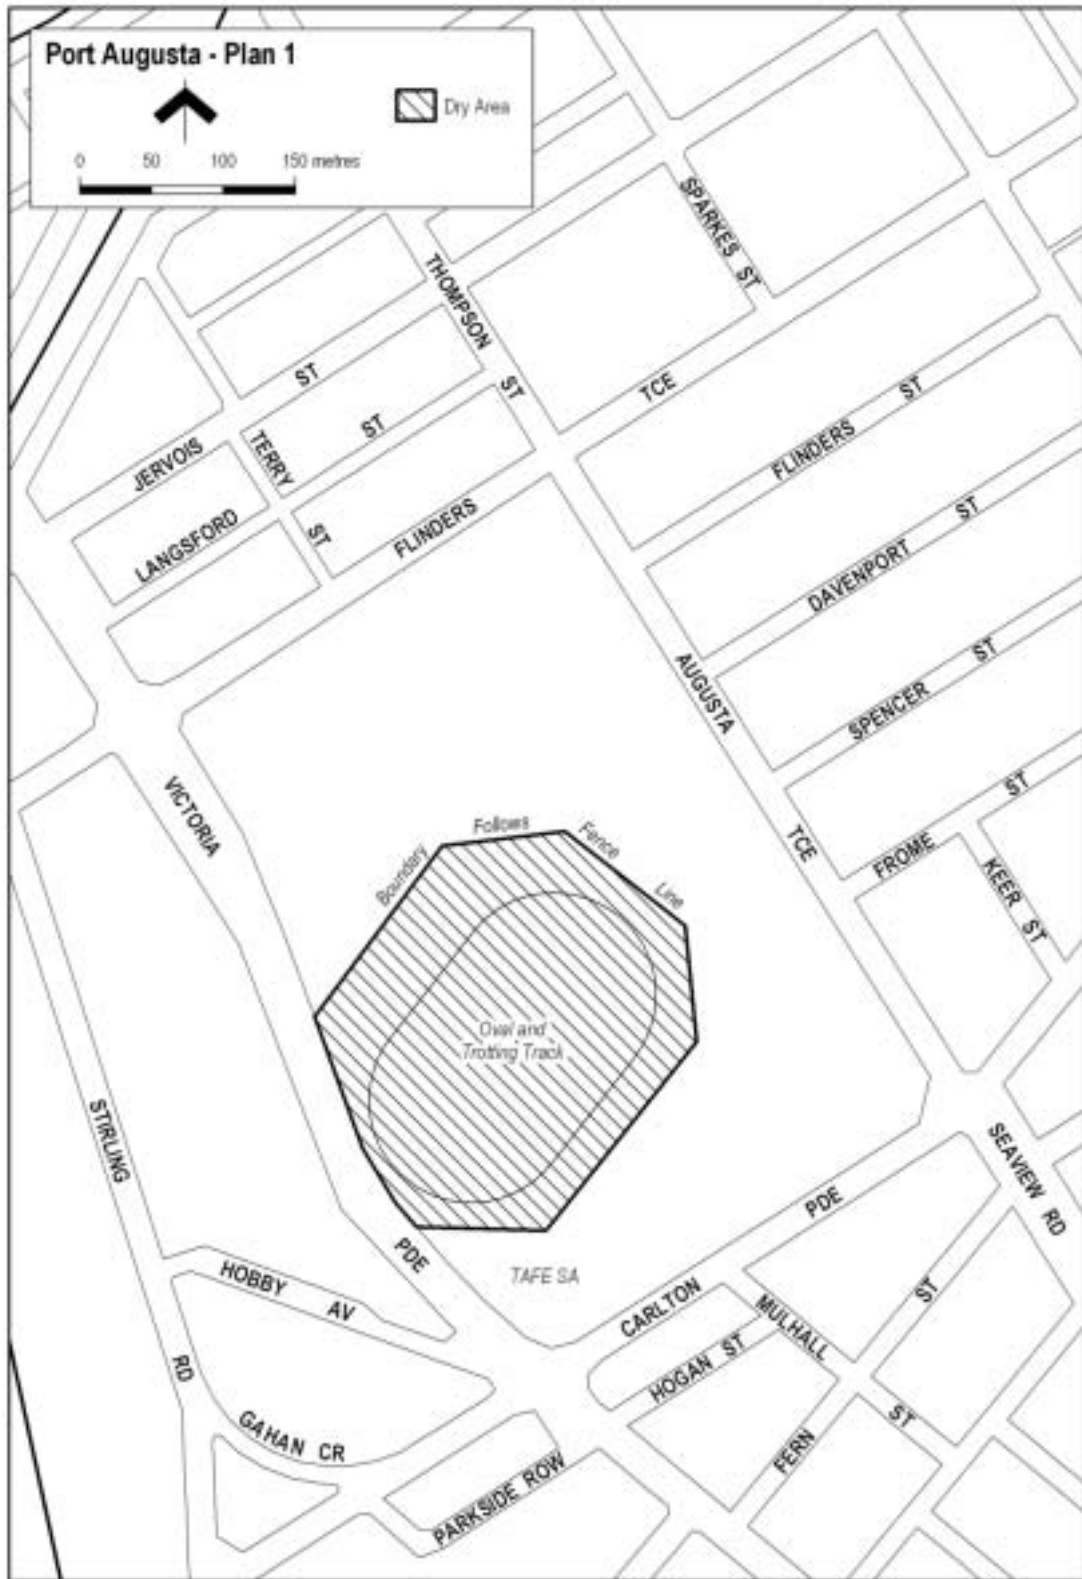 Port Augusta - Plan 1
Dry Area
0 50 100 150 metres
SPARKES ST
THOMPSON ST
TCE
ST
JERVOIS
TERRY ST
ST
LANGSFORD
FLINDERS
FLINDERS ST
DAVENPORT ST
AUGUSTA TCE
SPENCER ST
VICTORIA
FROME ST
KEER ST
Boundary Follows Fence Line
Oval and
Trotting Track
STIRLING RD
PDE
TAFE SA
SEAVIEW RD
CARLTON PDE
HOBBY AV
MULHALL ST
HOGAN ST
FERN ST
GAHAN CR
PARKSIDE ROW